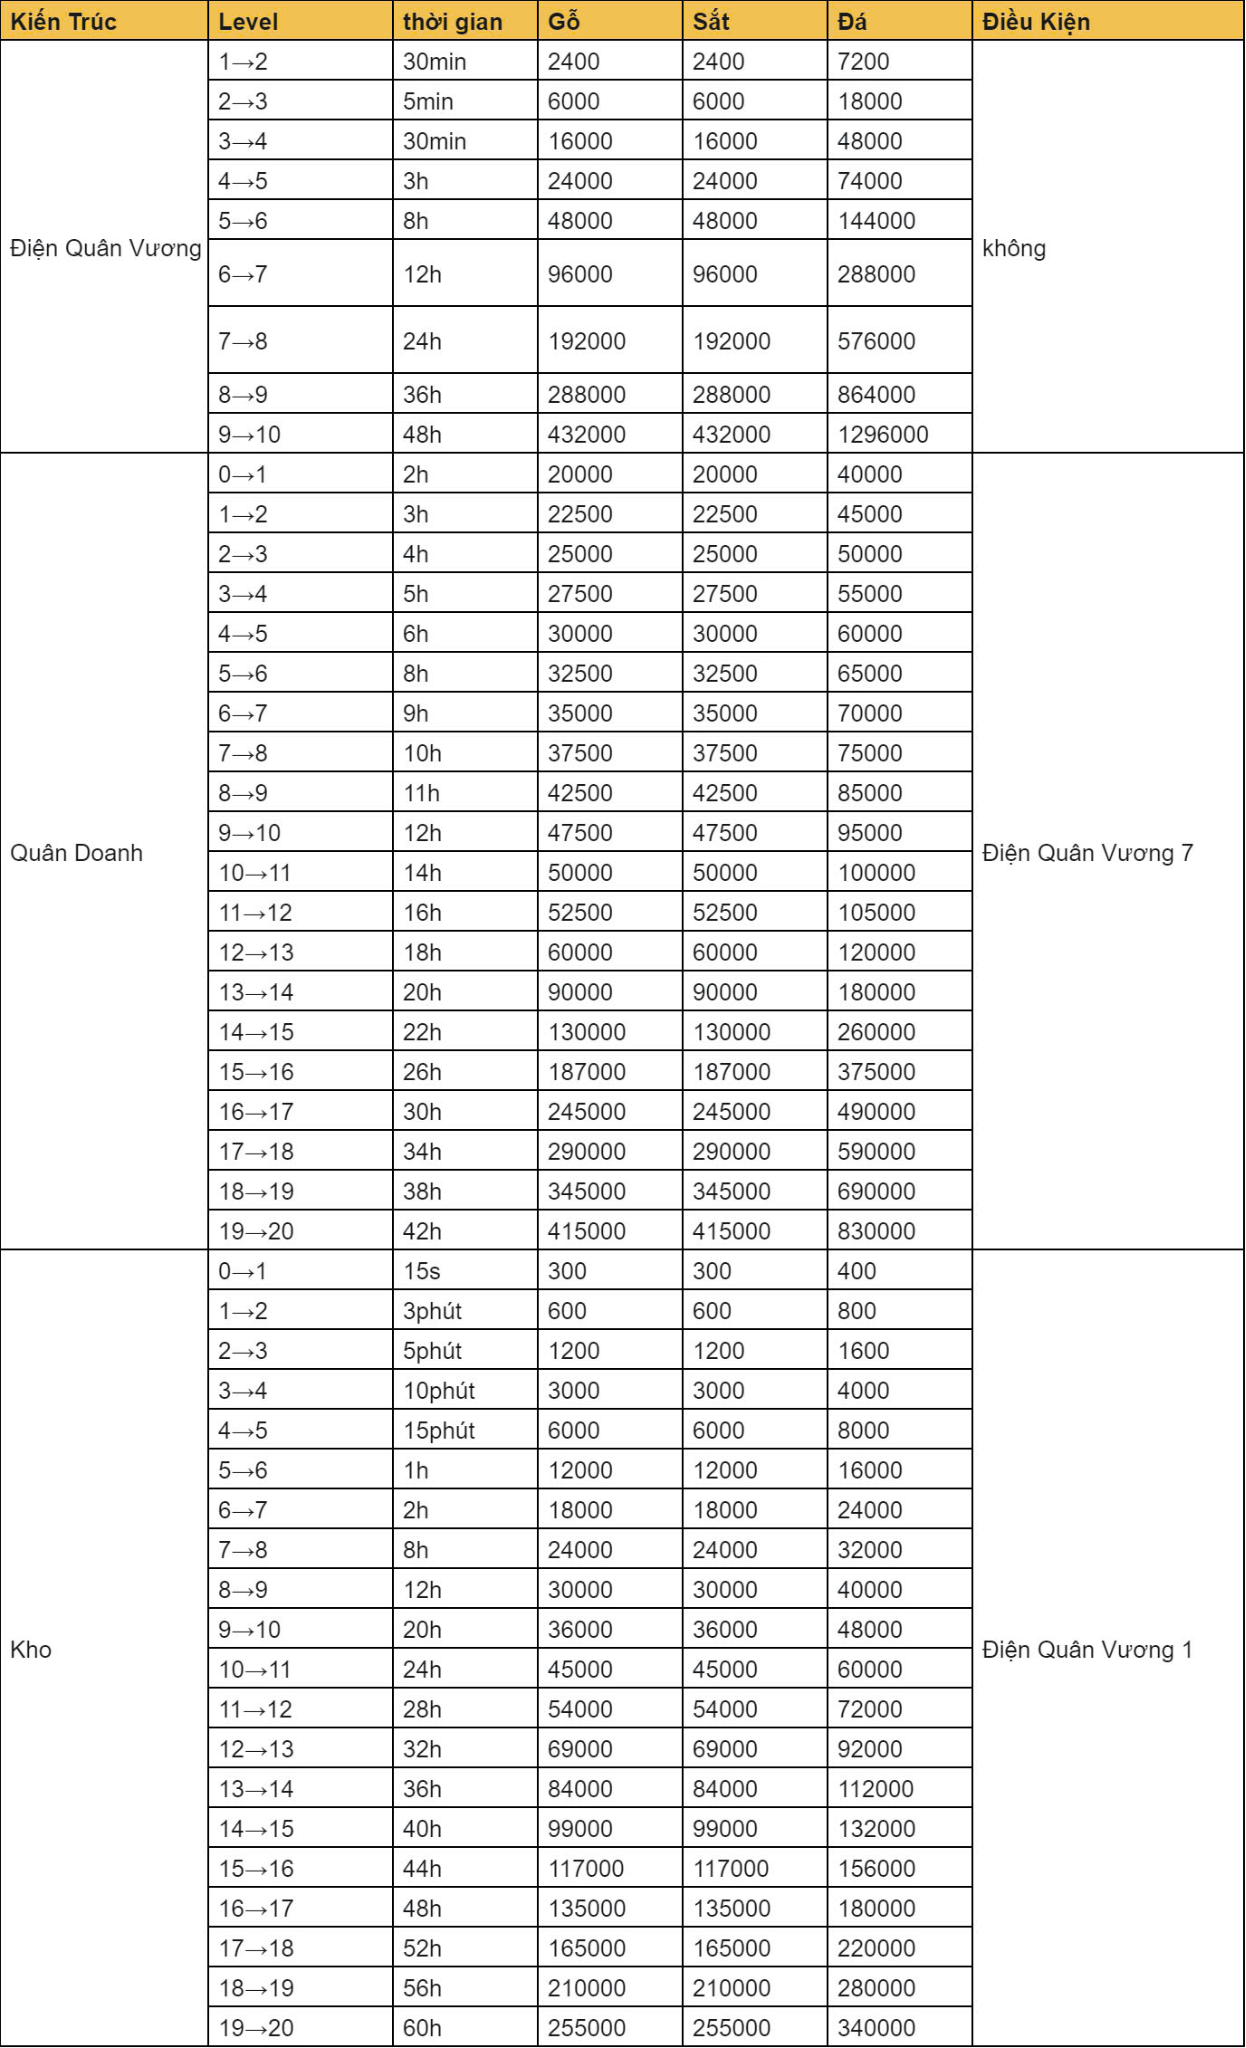 Kiến Trúc Level thời gian Gỗ Sắt Đá Điều Kiện
1→2 30min 2400 2400 7200
2→3 5min 6000 6000 18000
3→4 30min 16000 16000 48000
4→5 3h 24000 24000 74000
5→6 8h 48000 48000 144000
Điện Quân Vương không
6→7 12h 96000 96000 288000
7→8 24h 192000 192000 576000
8→9 36h 288000 288000 864000
9→10 48h 432000 432000 1296000
0→1 2h 20000 20000 40000
1→2 3h 22500 22500 45000
2→3 4h 25000 25000 50000
3→4 5h 27500 27500 55000
4→5 6h 30000 30000 60000
5→6 8h 32500 32500 65000
6→7 9h 35000 35000 70000
7→8 10h 37500 37500 75000
8→9 11h 42500 42500 85000
9→10 12h 47500 47500 95000
Quân Doanh Điện Quân Vương 7
10→11 14h 50000 50000 100000
11→12 16h 52500 52500 105000
12→13 18h 60000 60000 120000
13→14 20h 90000 90000 180000
14→15 22h 130000 130000 260000
15→16 26h 187000 187000 375000
16→17 30h 245000 245000 490000
17→18 34h 290000 290000 590000
18→19 38h 345000 345000 690000
19→20 42h 415000 415000 830000
0→1 15s 300 300 400
1→2 3phút 600 600 800
2→3 5phút 1200 1200 1600
3→4 10phút 3000 3000 4000
4→5 15phút 6000 6000 8000
5→6 1h 12000 12000 16000
6→7 2h 18000 18000 24000
7→8 8h 24000 24000 32000
8→9 12h 30000 30000 40000
9→10 20h 36000 36000 48000
Kho Điện Quân Vương 1
10→11 24h 45000 45000 60000
11→12 28h 54000 54000 72000
12→13 32h 69000 69000 92000
13→14 36h 84000 84000 112000
14→15 40h 99000 99000 132000
15→16 44h 117000 117000 156000
16→17 48h 135000 135000 180000
17→18 52h 165000 165000 220000
18→19 56h 210000 210000 280000
19→20 60h 255000 255000 340000